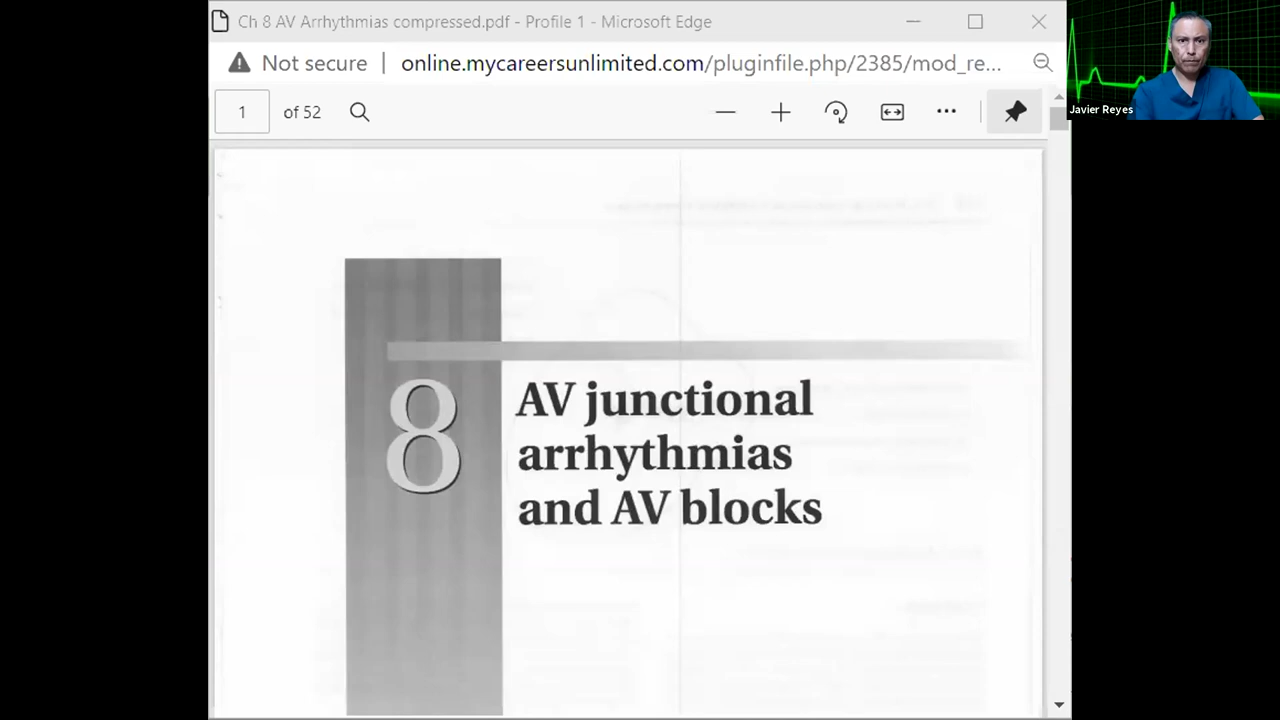 Ch 8 AV Arrhythmias compressed.pdf - Profile 1 - Microsoft Edge
Not secure | online.mycareersunlimited.com/pluginfile.php/2385/mod_re...
1 of 52
Javier Reyes
8
AV junctional
arrhythmias
and AV blocks